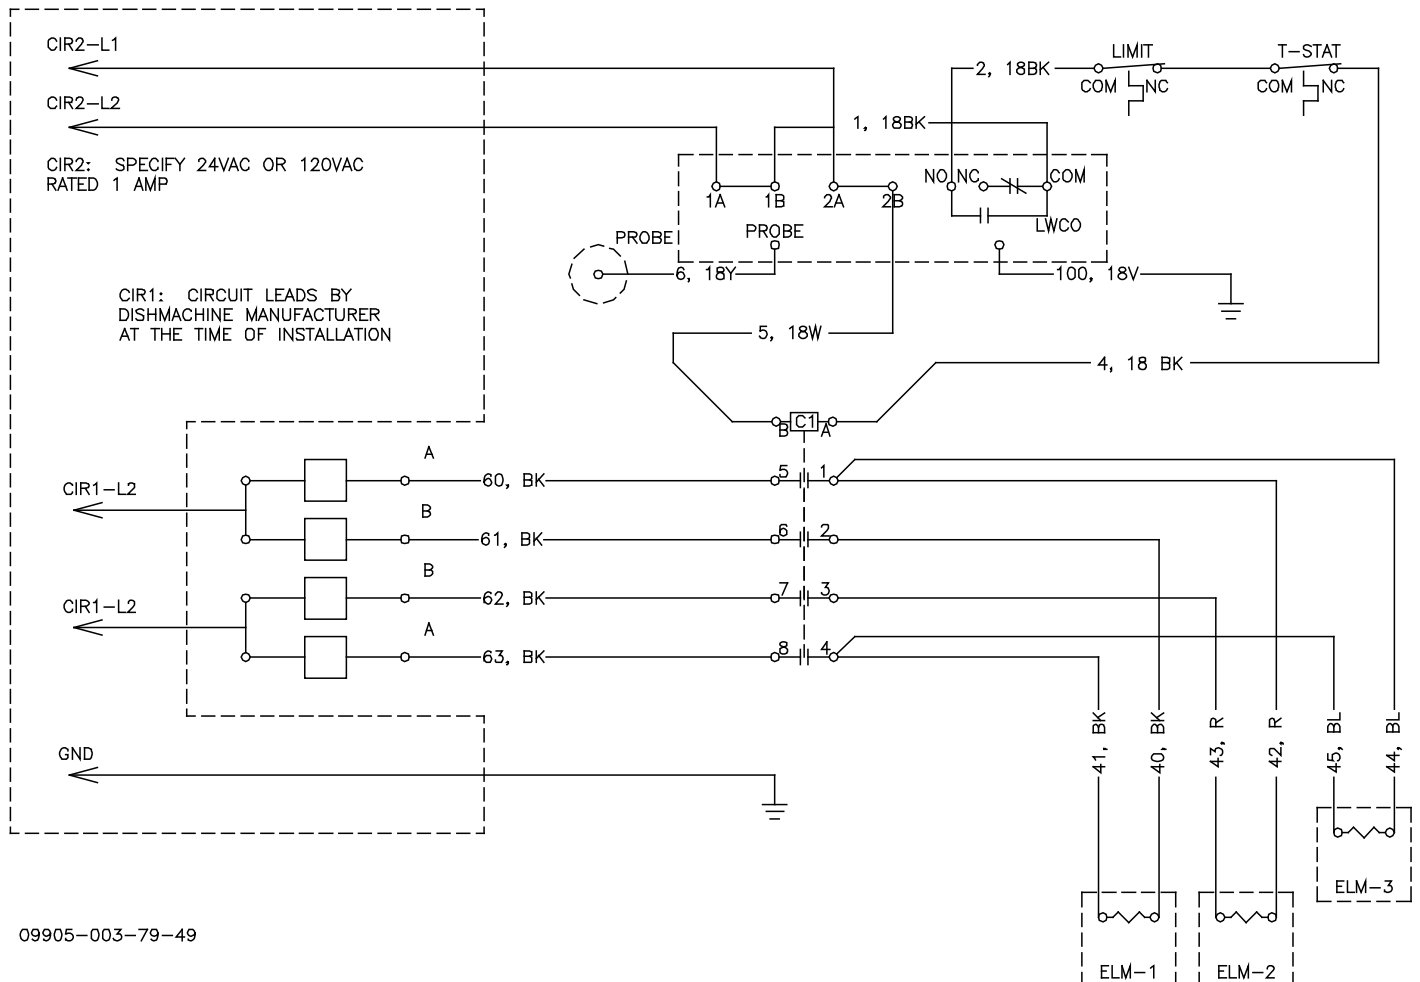 CIR2-L1
LIMIT
T-STAT
2, 18BK
COM
NC
COM
NC
CIR2-L2
1, 18BK
CIR2: SPECIFY 24VAC OR 120VAC
RATED 1 AMP
NO
NC
COM
1A
1B
2A
2B
LWCO
PROBE
PROBE
6, 18Y
100, 18V
CIR1: CIRCUIT LEADS BY
DISHMACHINE MANUFACTURER
AT THE TIME OF INSTALLATION
5, 18W
4, 18 BK
C1
B
A
A
60, BK
5
1
CIR1-L2
B
61, BK
6
2
B
62, BK
7
3
CIR1-L2
A
63, BK
8
4
41, BK
40, BK
43, R
42, R
45, BL
44, BL
GND
ELM-3
09905-003-79-49
ELM-1
ELM-2